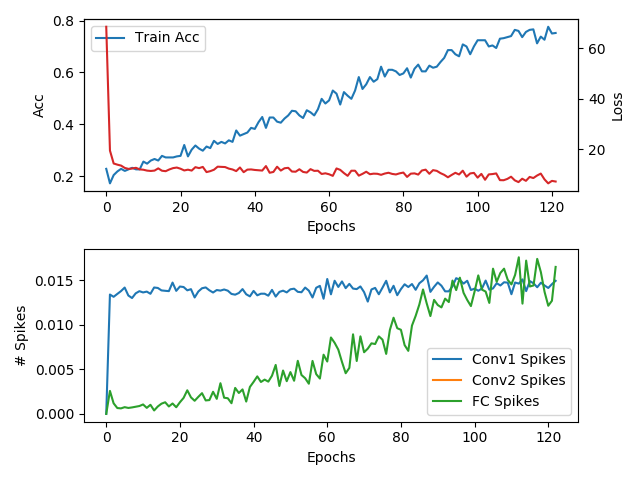 0.8
0.6
0.4
0.2
Acc
Train Acc
60
40
20
Loss
0 20 40 60 80 100 120
Epochs
0.015
0.010
0.005
0.000
# Spikes
Conv1 Spikes
Conv2 Spikes
FC Spikes
0 20 40 60 80 100 120
Epochs